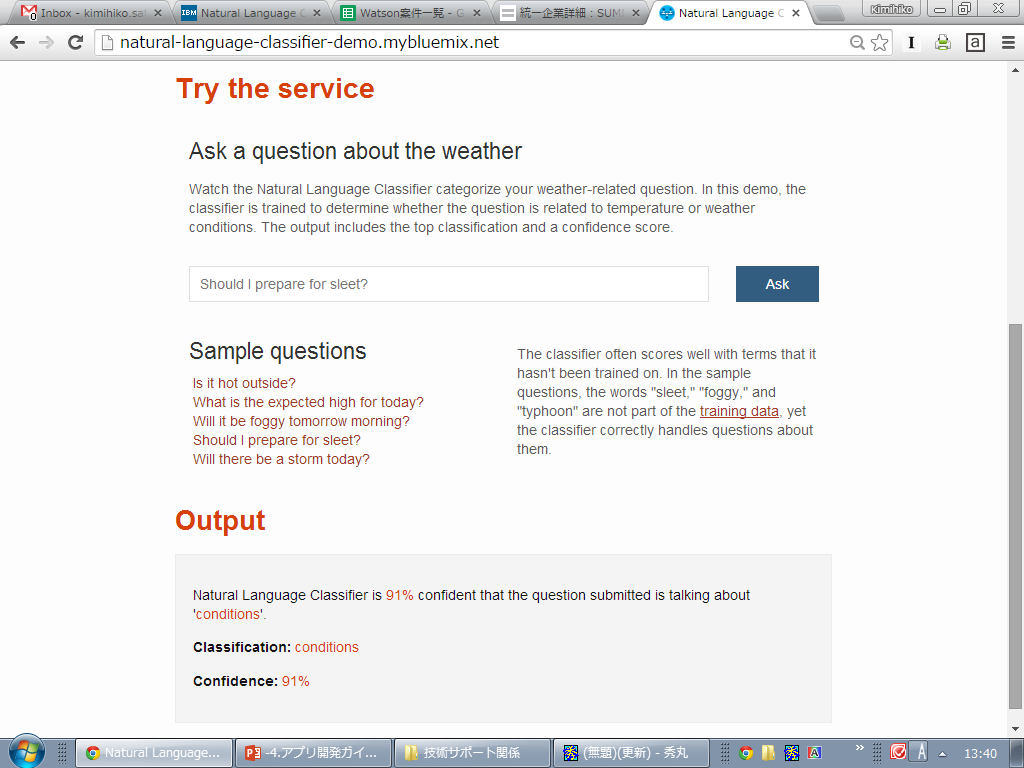 Inbox - kimihiko.sat
IBM Natural Language C
Watson案件一覧 - G
統一企業詳細：SUMI
Natural Language C
kimihiko
natural-language-classifier-demo.mybluemix.net
Try the service
Ask a question about the weather
Watch the Natural Language Classifier categorize your weather-related question. In this demo, the
classifier is trained to determine whether the question is related to temperature or weather
conditions. The output includes the top classification and a confidence score.
Should I prepare for sleet?
Ask
Sample questions
Is it hot outside?
What is the expected high for today?
Will it be foggy tomorrow morning?
Should I prepare for sleet?
Will there be a storm today?
The classifier often scores well with terms that it
hasn't been trained on. In the sample
questions, the words "sleet," "foggy," and
"typhoon" are not part of the training data, yet
the classifier correctly handles questions about
them.
Output
Natural Language Classifier is 91% confident that the question submitted is talking about
'conditions'.
Classification: conditions
Confidence: 91%
Natural Language...
-4.アプリ開発ガイ...
技術サポート関係
(無題)(更新) - 秀丸
A
13:40